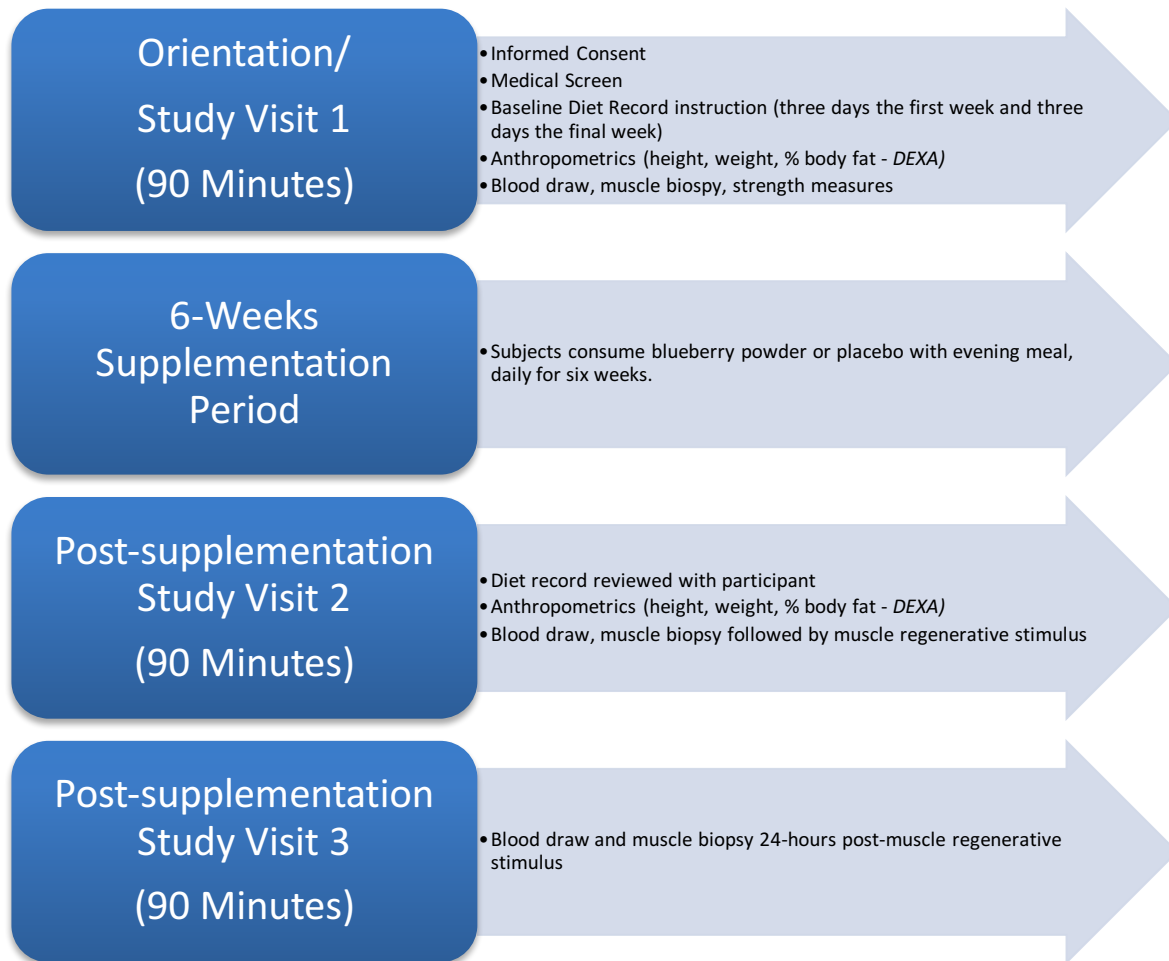 Orientation/
Study Visit 1
(90 Minutes)
•Informed Consent
•Medical Screen
•Baseline Diet Record instruction (three days the first week and three
days the final week)
•Anthropometrics (height, weight, % body fat - DEXA)
•Blood draw, muscle biospy, strength measures
6-Weeks
Supplementation
Period
•Subjects consume blueberry powder or placebo with evening meal,
daily for six weeks.
Post-supplementation
Study Visit 2
(90 Minutes)
•Diet record reviewed with participant
•Anthropometrics (height, weight, % body fat - DEXA)
•Blood draw, muscle biopsy followed by muscle regenerative stimulus
Post-supplementation
Study Visit 3
(90 Minutes)
•Blood draw and muscle biopsy 24-hours post-muscle regenerative
stimulus